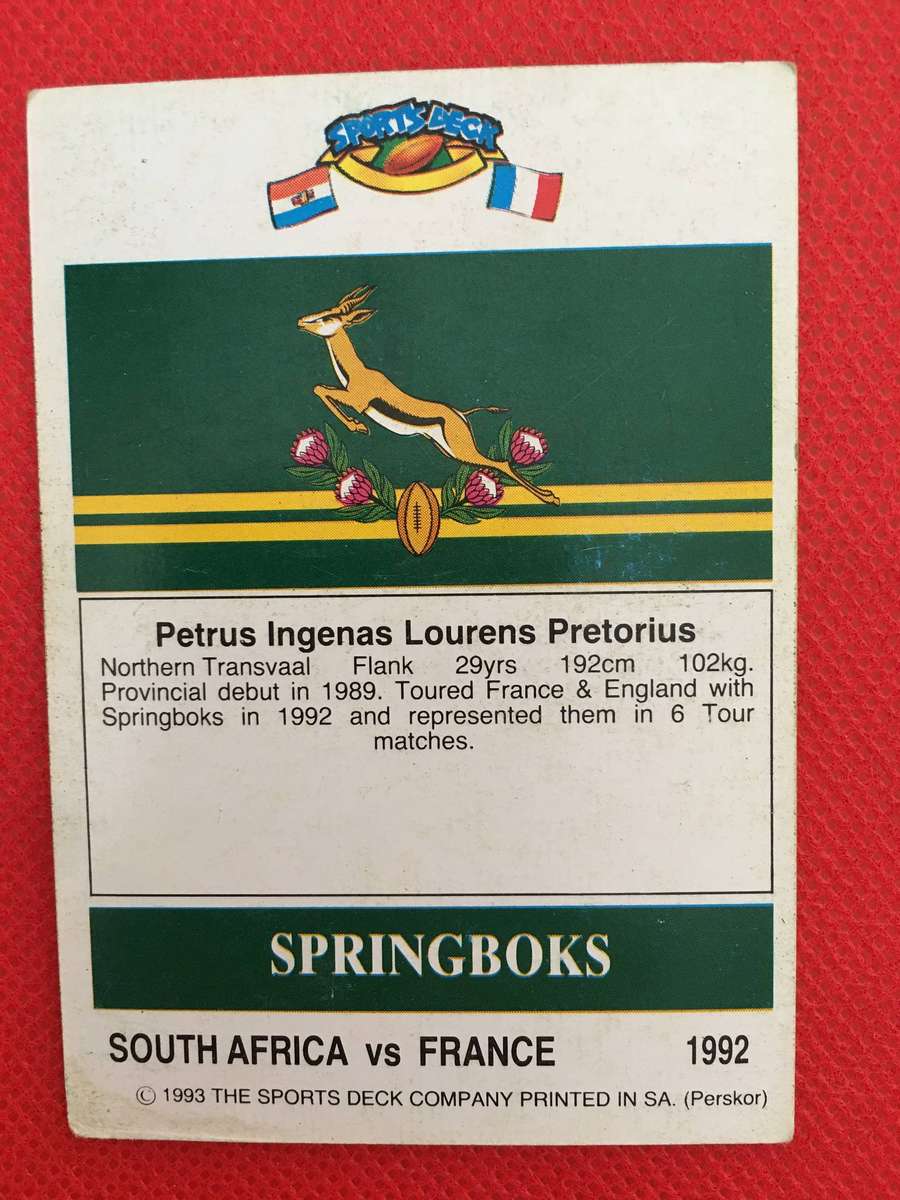 SPORTS DECK
Petrus Ingenas Lourens Pretorius
Northern Transvaal Flank 29yrs 192cm 102kg.
Provincial debut in 1989. Toured France & England with
Springboks in 1992 and represented them in 6 Tour
matches.
SPRINGBOKS
SOUTH AFRICA vs FRANCE 1992
© 1993 THE SPORTS DECK COMPANY PRINTED IN SA. (Perskor)